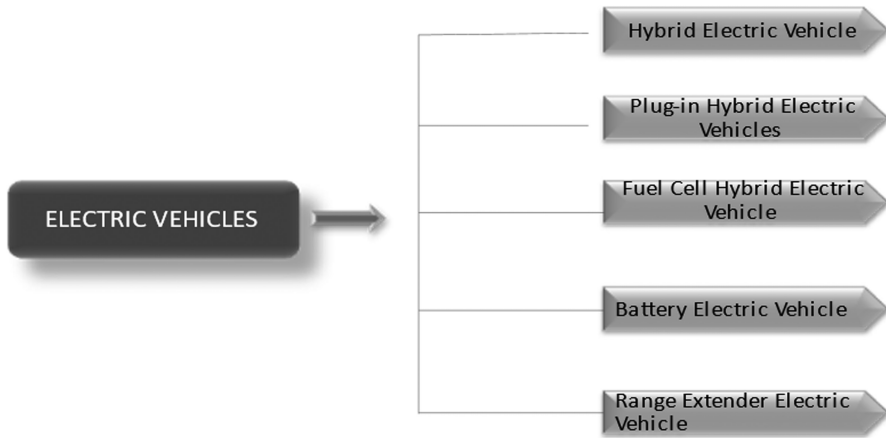 Hybrid Electric Vehicle
Plug-in Hybrid Electric
Vehicles
Fuel Cell Hybrid Electric
Vehicle
ELECTRIC VEHICLES
Battery Electric Vehicle
Range Extender Electric
Vehicle